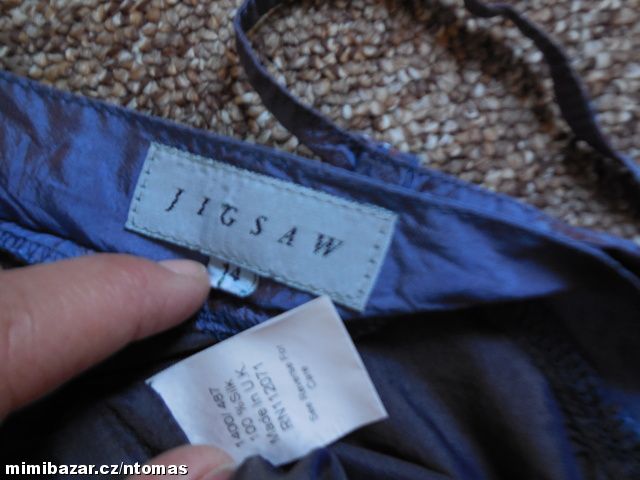 JIGSAW
14
1400/487
100 %Silk
Made in U.K.
RN112071
See Reverse For
Care
mimibazar.cz/ntomas